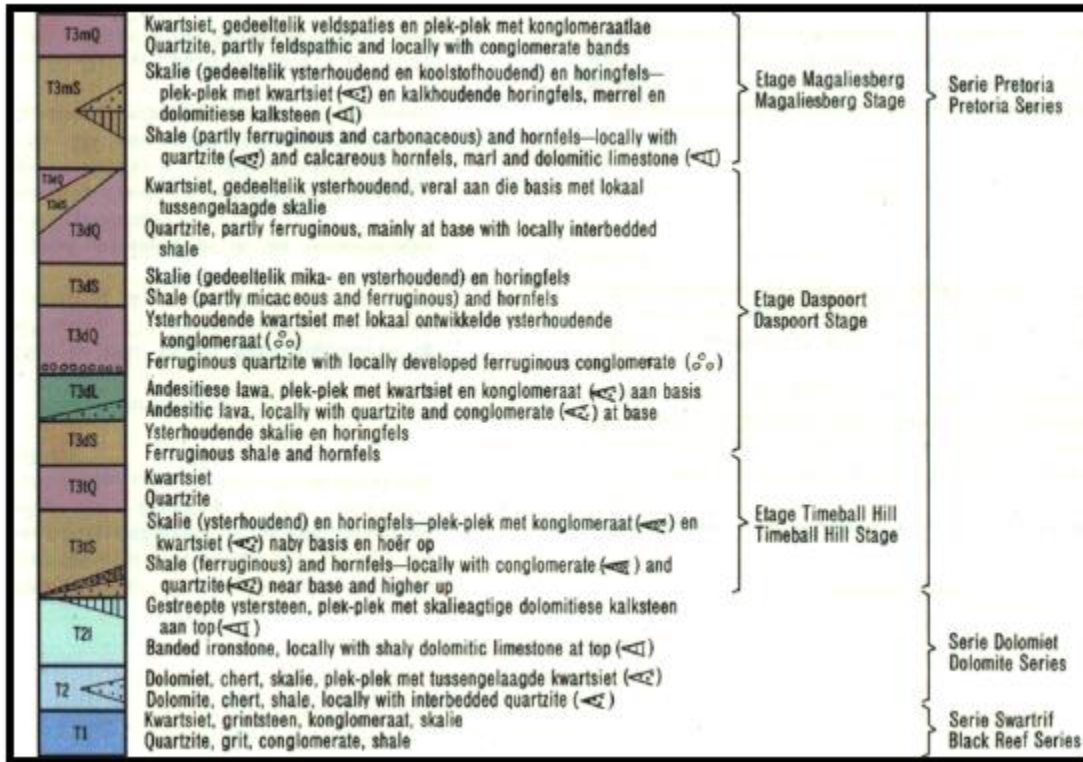 T3mQ
Kwartsiet, gedeeltelik veldspaties en plek-plek met konglomeraatlae
Quartzite, partly feldspathic and locally with conglomerate bands
T3mS
Skalie (gedeeltelik ysterhoudend en koolstofhoudend) en horingfels—
plek-plek met kwartsiet ( ) en kalkhoudende horingfels, merrel en
dolomitiese kalksteen ( )
Shale (partly ferruginous and carbonaceous) and hornfels—locally with
quartzite ( ) and calcareous hornfels, marl and dolomitic limestone ( )
Etage Magaliesberg
Magaliesberg Stage
Serie Pretoria
Pretoria Series
T3dQ
Kwartsiet, gedeeltelik ysterhoudend, veral aan die basis met lokaal
tussengelaagde skalie
Quartzite, partly ferruginous, mainly at base with locally interbedded
shale
T3dS
Skalie (gedeeltelik mika- en ysterhoudend) en horingfels
Shale (partly micaceous and ferruginous) and hornfels
T3dQ
Ysterhoudende kwartsiet met lokaal ontwikkelde ysterhoudende
konglomeraat ( )
Ferruginous quartzite with locally developed ferruginous conglomerate ( )
T3dL
Andesitiese lawa, plek-plek met kwartsiet en konglomeraat ( ) aan basis
Andesitic lava, locally with quartzite and conglomerate ( ) at base
T3dS
Ysterhoudende skalie en horingfels
Ferruginous shale and hornfels
Etage Daspoort
Daspoort Stage
T3tQ
Kwartsiet
Quartzite
T3tS
Skalie (ysterhoudend) en horingfels—plek-plek met konglomeraat ( ) en
kwartsiet ( ) naby basis en hoër op
Shale (ferruginous) and hornfels—locally with conglomerate ( ) and
quartzite ( ) near base and higher up
Etage Timeball Hill
Timeball Hill Stage
T2l
Gestreepte ystersteen, plek-plek met skalieagtige dolomitiese kalksteen
aan top ( )
Banded ironstone, locally with shaly dolomitic limestone at top ( )
T2
Dolomiet, chert, skalie, plek-plek met tussengelaagde kwartsiet ( )
Dolomite, chert, shale, locally with interbedded quartzite ( )
Serie Dolomiet
Dolomite Series
T1
Kwartsiet, grintsteen, konglomeraat, skalie
Quartzite, grit, conglomerate, shale
Serie Swartrif
Black Reef Series